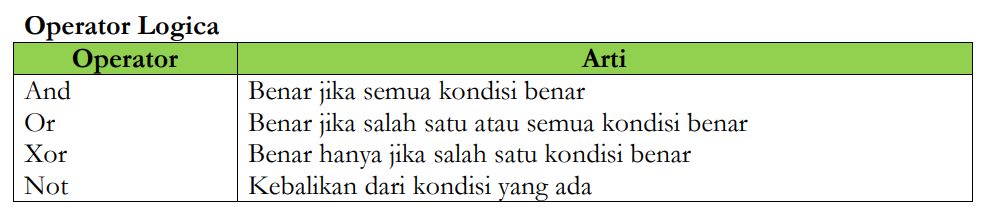 Operator Logica
Operator Arti
And Benar jika semua kondisi benar
Or Benar jika salah satu atau semua kondisi benar
Xor Benar hanya jika salah satu kondisi benar
Not Kebalikan dari kondisi yang ada